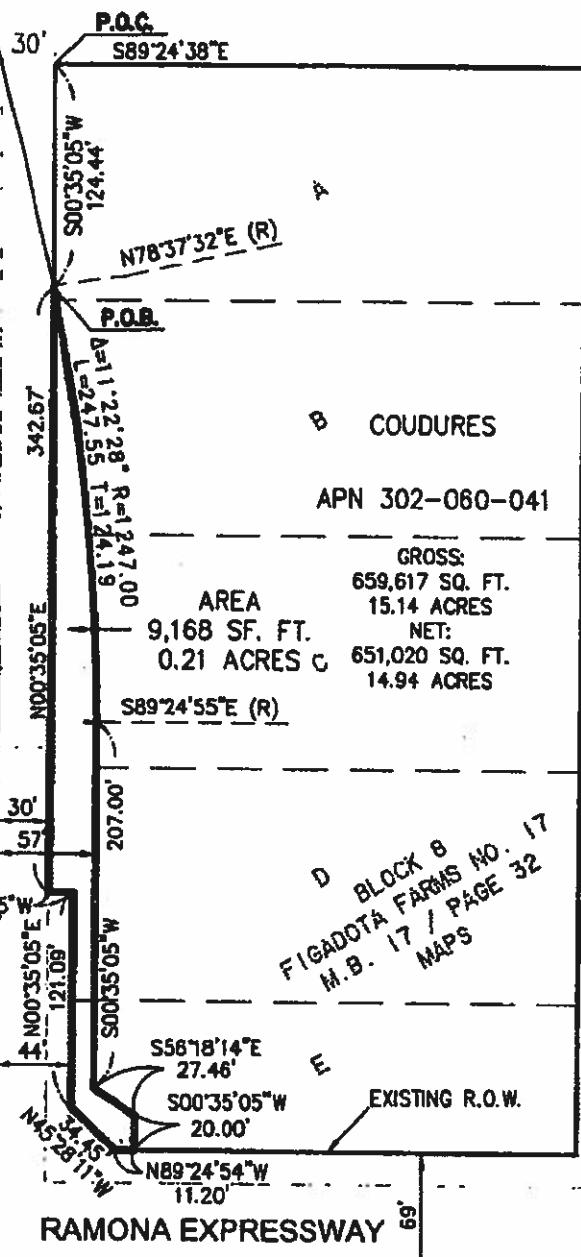 P.O.C.
30'
S89°24'38"E
S00°35'05"W
124.44'
A
N78°37'32"E (R)
P.O.B.
342.67'
Δ=11°22'28" R=1247.00
L=247.55 T=124.19
B
COUDURES
APN 302-060-041
GROSS:
659,617 SQ. FT.
15.14 ACRES
NET:
651,020 SQ. FT.
14.94 ACRES
AREA
9,168 SF. FT.
0.21 ACRES
C
N00°35'05"E
S89°24'55"E (R)
30'
207.00'
57'
D
BLOCK 8
FIGADOTA FARMS NO. 17
M.B. 17 / PAGE 32
MAPS
5"W
N00°35'05"E
121.09'
S00°35'05"W
44'
S56°18'14"E
27.46'
E
S00°35'05"W
20.00'
EXISTING R.O.W.
34.45'
N45°28'11"W
N89°24'54"W
11.20'
69'
RAMONA EXPRESSWAY